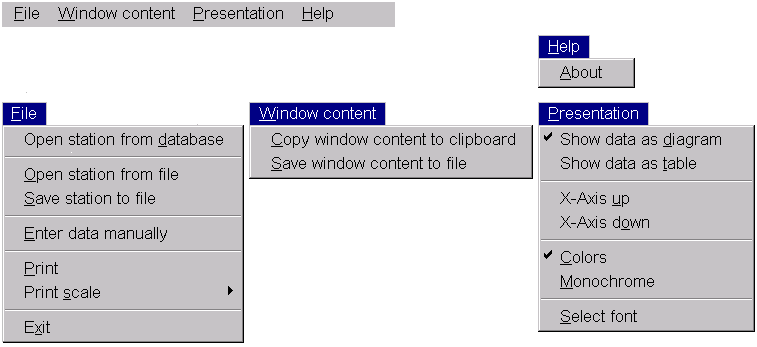 File Window content Presentation Help
Help
About
File
Open station from database
Open station from file
Save station to file
Enter data manually
Print
Print scale
Exit
Window content
Copy window content to clipboard
Save window content to file
Presentation
Show data as diagram
Show data as table
X-Axis up
X-Axis down
Colors
Monochrome
Select font